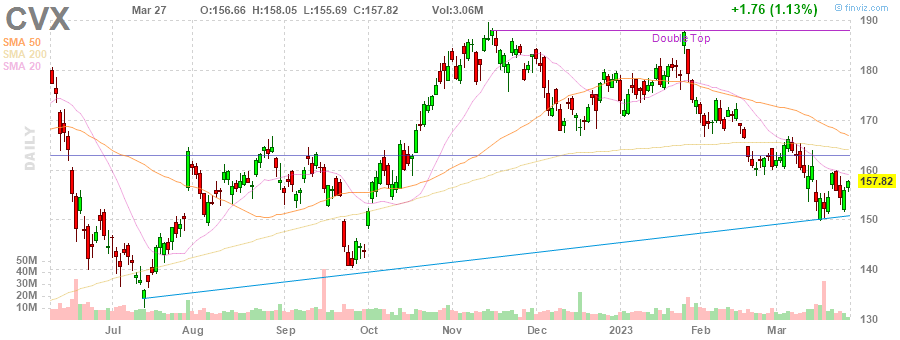 CVX Mar 27 O:156.66 H:158.05 L:155.69 C:157.82 Vol:3.06M +1.76 (1.13%) © finviz.com
SMA 50
SMA 200
SMA 20
DAILY
Double Top
190
180
170
160
157.82
150
140
130
50M
40M
30M
20M
10M
Jul Aug Sep Oct Nov Dec 2023 Feb Mar